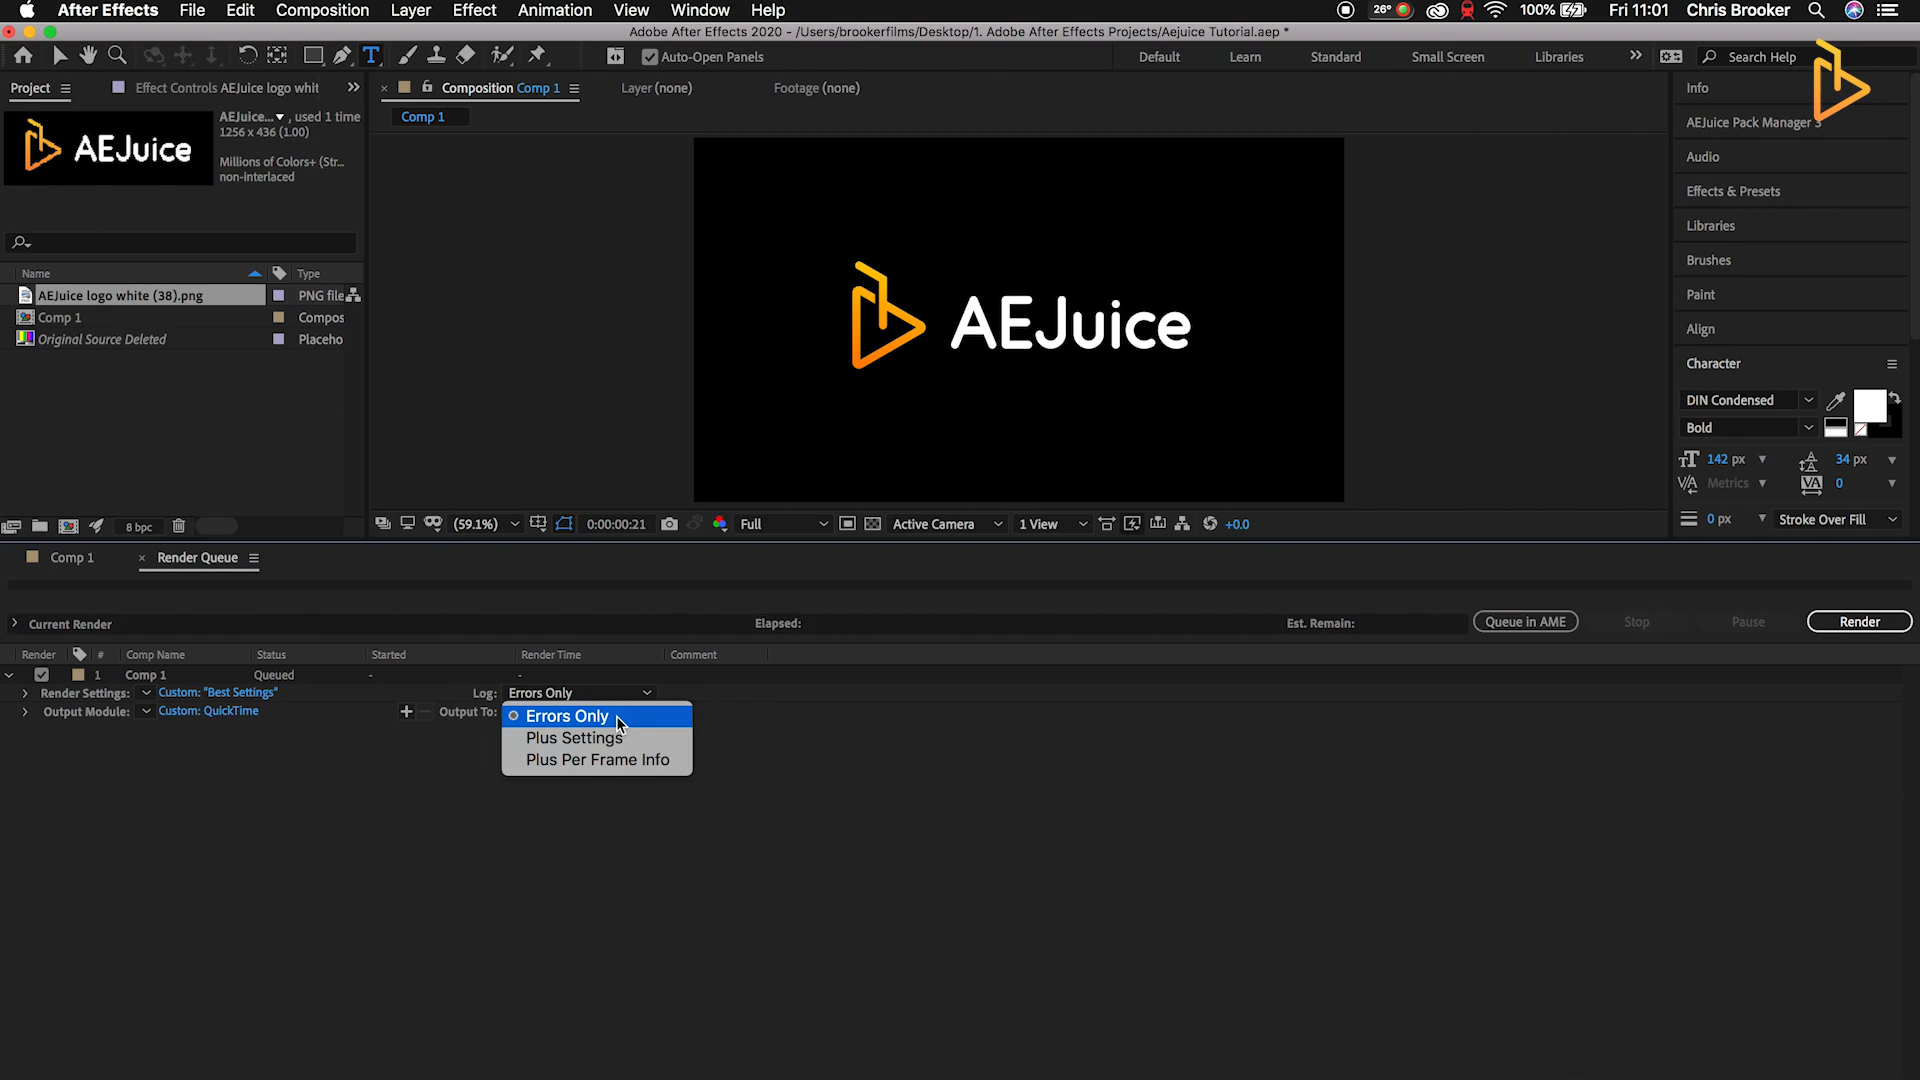 After Effects File Edit Composition Layer Effect Animation View Window Help 26° 100% Fri 11:01 Chris Brooker
Adobe After Effects 2020 - /Users/brookerfilms/Desktop/1. Adobe After Effects Projects/Aejuice Tutorial.aep *
Auto-Open Panels Default Learn Standard Small Screen Libraries Search Help
Project Effect Controls AEJuice logo whit Composition Comp 1 Layer (none) Footage (none) Info
AEJuice... , used 1 time
1256 x 436 (1.00)
Millions of Colors+ (Str...
non-interlaced
AEJuice
Comp 1
AEJuice Pack Manager 3
Audio
Effects & Presets
Libraries
Brushes
Paint
Align
Character
DIN Condensed
Bold
142 px 34 px
Metrics 0
0 px Stroke Over Fill
Name Type
AEJuice logo white (38).png PNG file
Comp 1 Compos
Original Source Deleted Placeho
AEJuice
8 bpc (59.1%) 0:00:00:21 Full Active Camera 1 View +0.0
Comp 1 Render Queue
Current Render Elapsed: Est. Remain: Queue in AME Stop Pause Render
Render # Comp Name Status Started Render Time Comment
1 Comp 1 Queued - -
Render Settings: Custom: "Best Settings" Log: Errors Only
Output Module: Custom: QuickTime Output To:
Errors Only
Plus Settings
Plus Per Frame Info